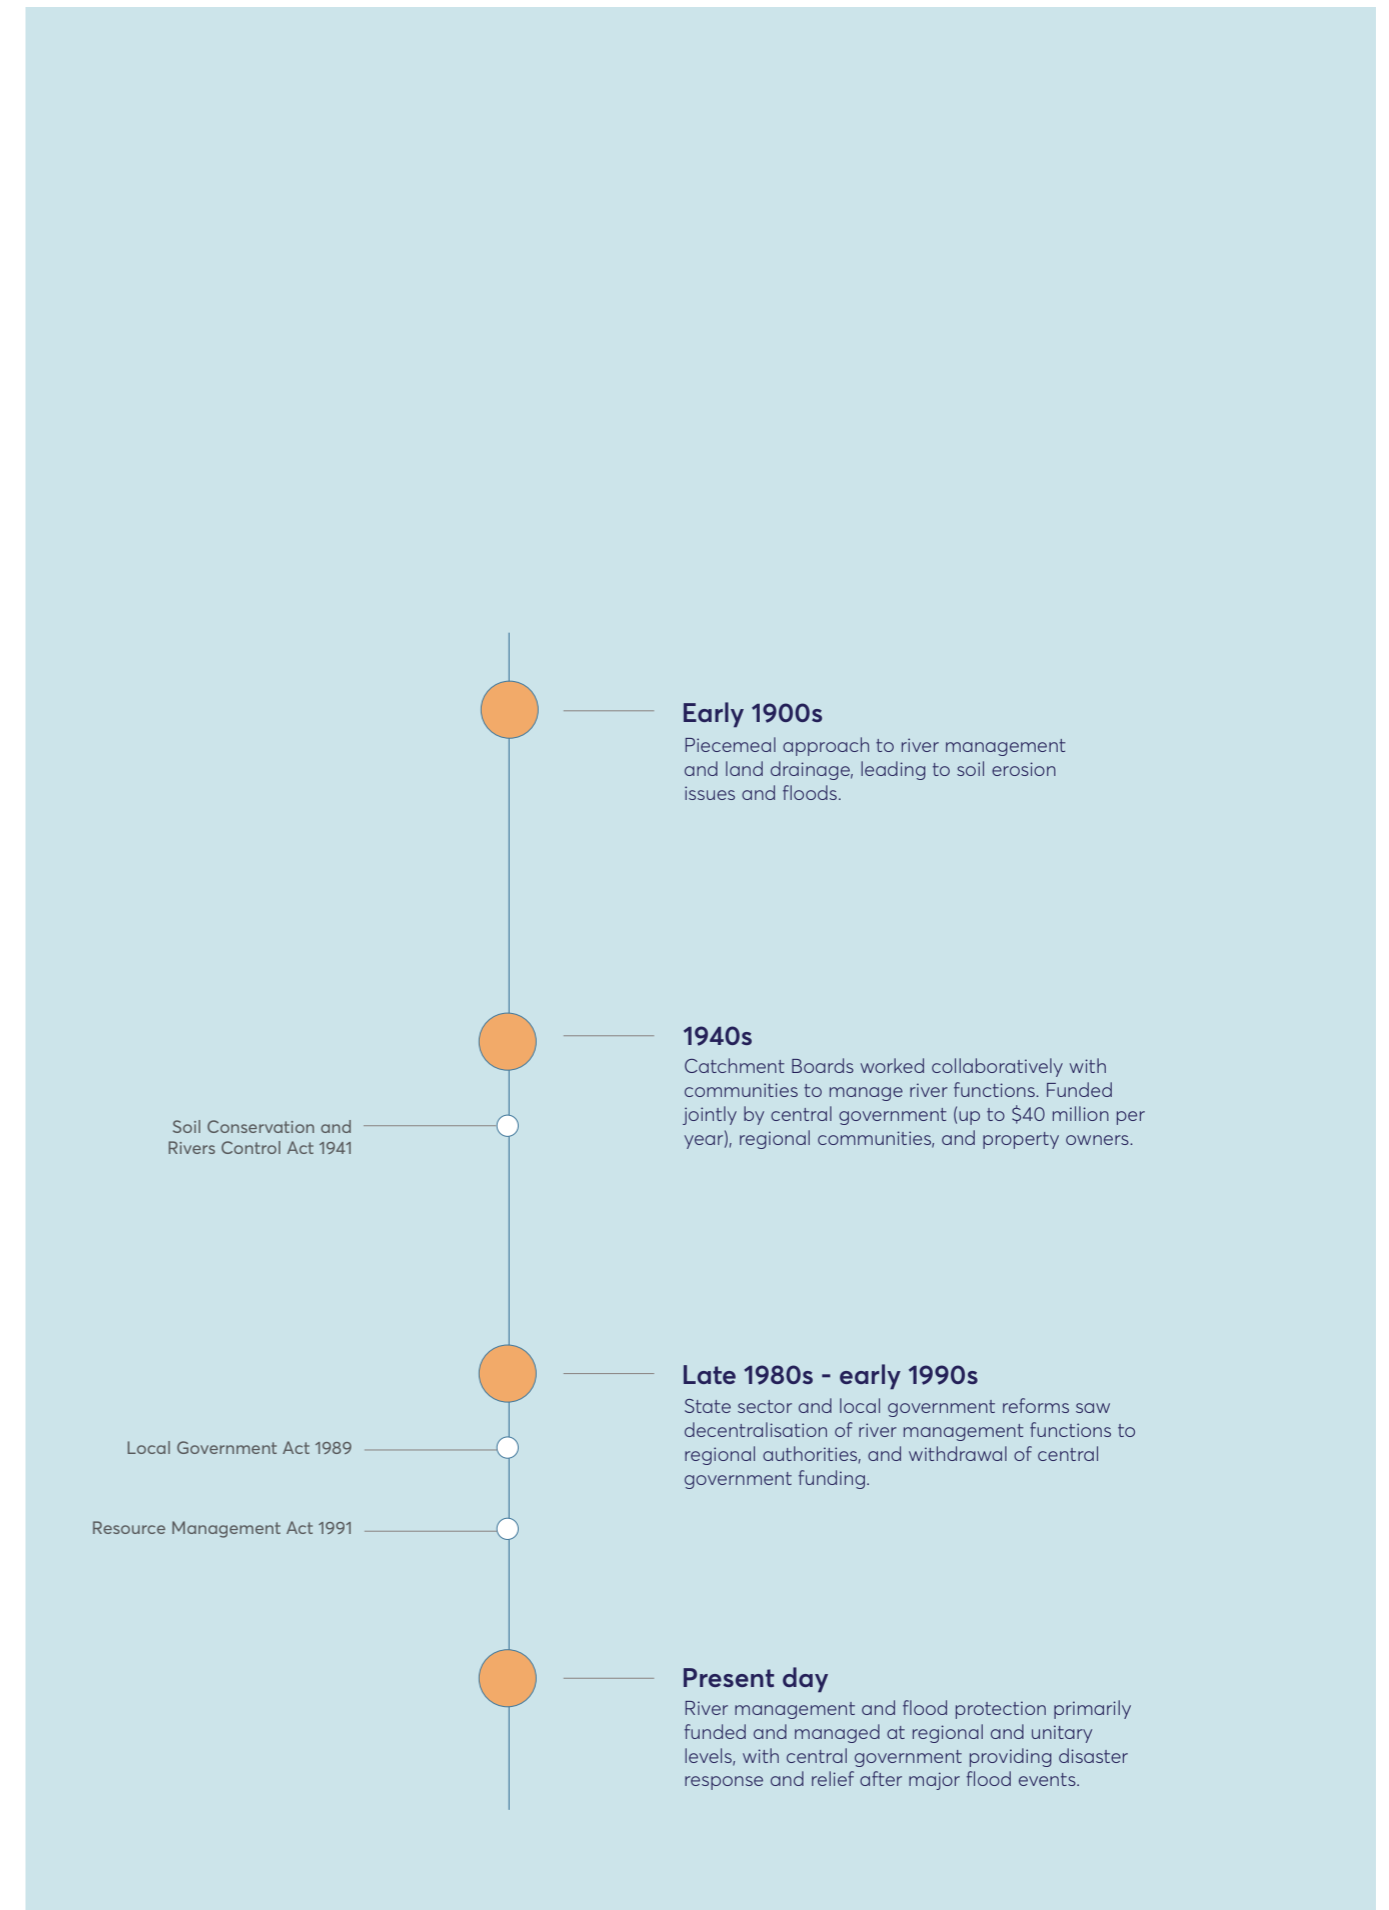 Early 1900s
Piecemeal approach to river management
and land drainage, leading to soil erosion
issues and floods.
1940s
Catchment Boards worked collaboratively with
communities to manage river functions. Funded
jointly by central government (up to $40 million per
year), regional communities, and property owners.
Soil Conservation and
Rivers Control Act 1941
Late 1980s - early 1990s
State sector and local government reforms saw
decentralisation of river management functions to
regional authorities, and withdrawal of central
government funding.
Local Government Act 1989
Resource Management Act 1991
Present day
River management and flood protection primarily
funded and managed at regional and unitary
levels, with central government providing disaster
response and relief after major flood events.